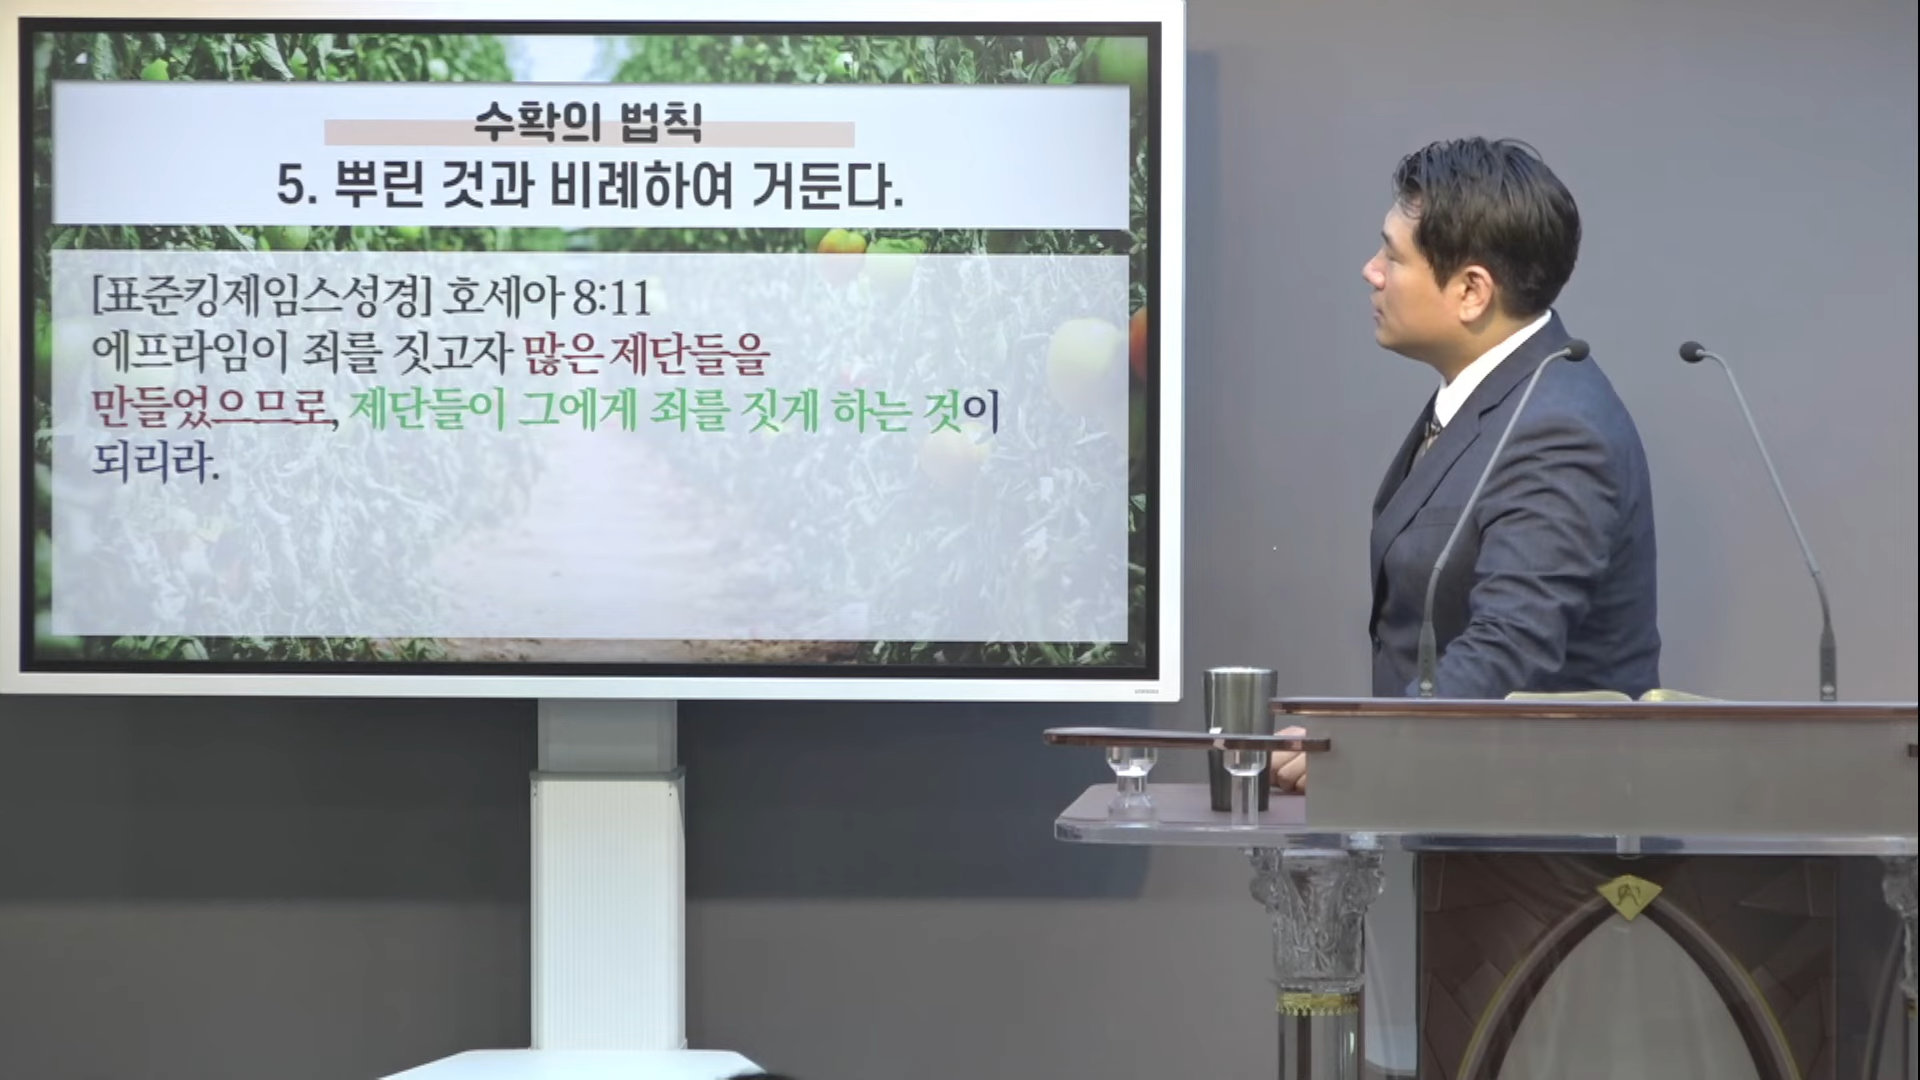 수확의 법칙
5. 뿌린 것과 비례하여 거둔다.
[표준킹제임스성경] 호세아 8:11
에프라임이 죄를 짓고자 많은 제단들을
만들었으므로, 제단들이 그에게 죄를 짓게 하는 것이
되리라.